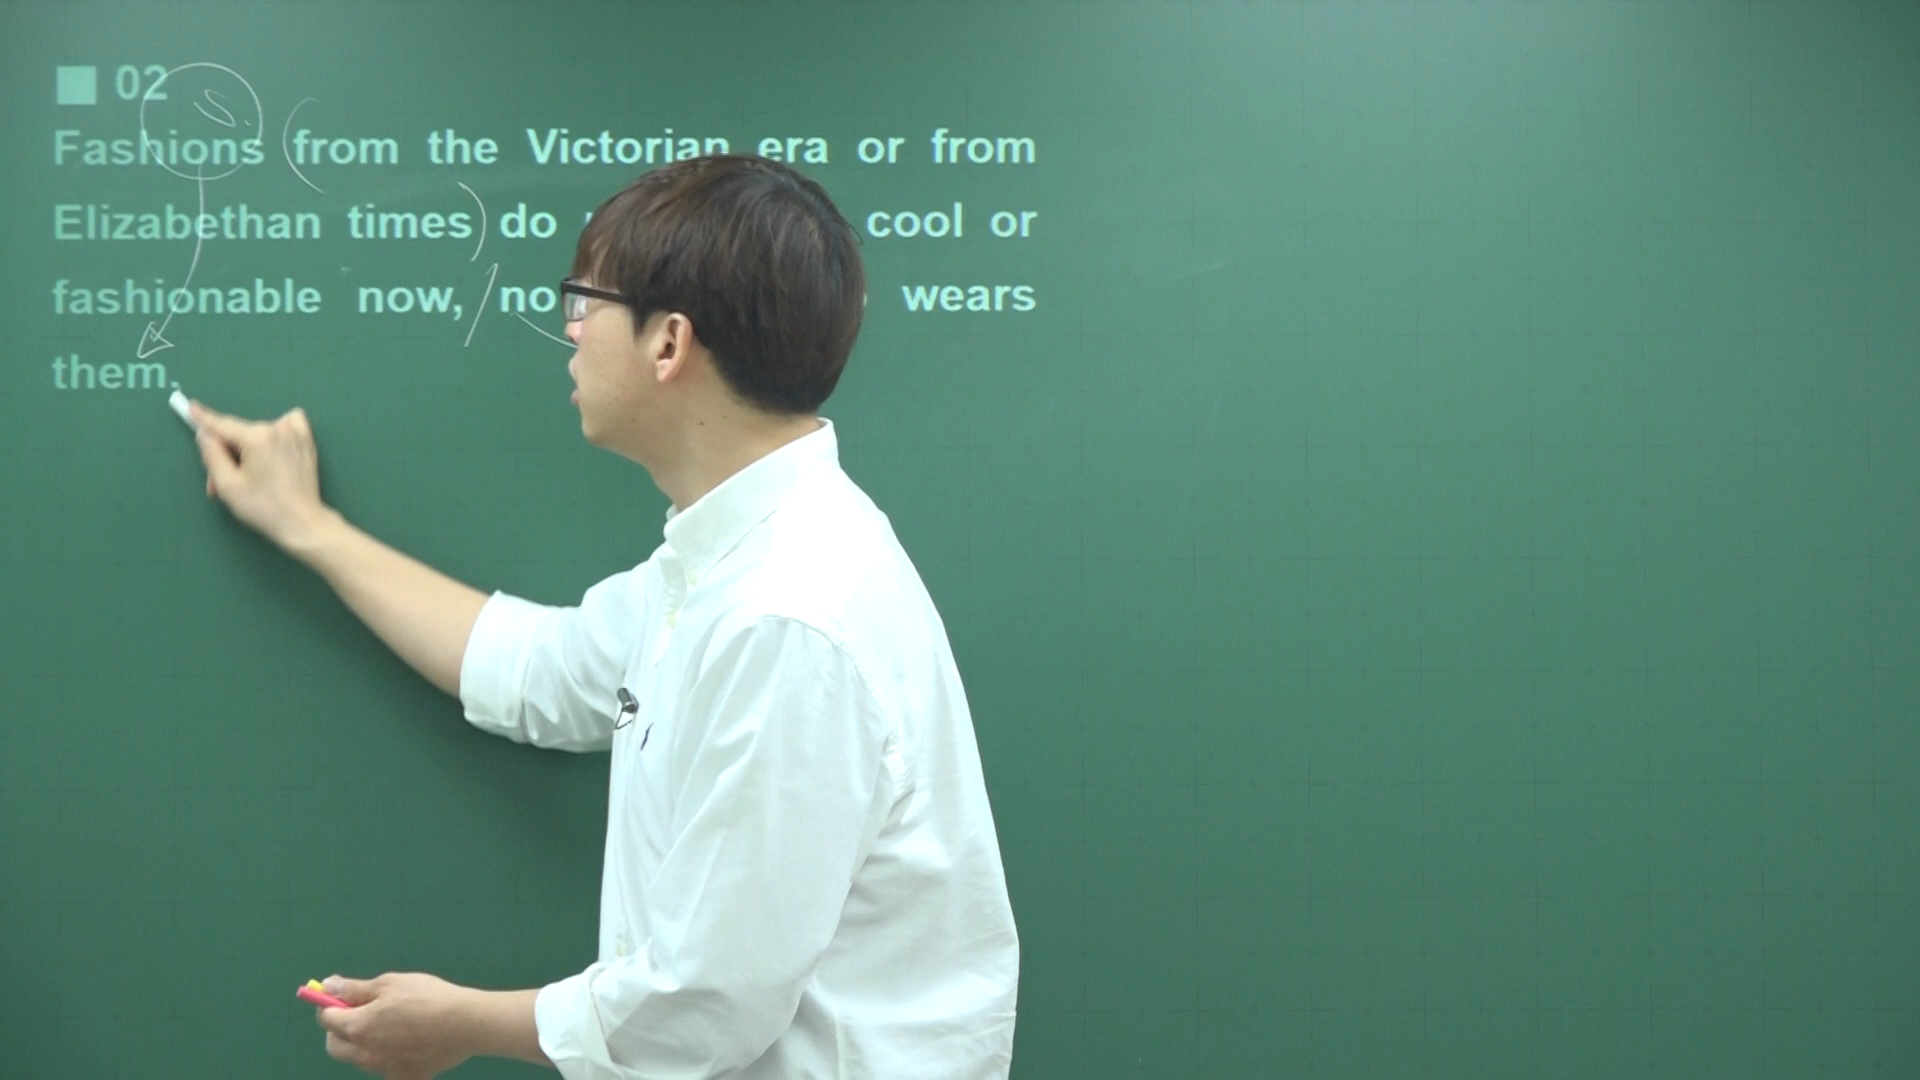 ■ 02
S.
Fashions (from the Victorian era or from
Elizabethan times) do cool or
fashionable now, / no wears
them.